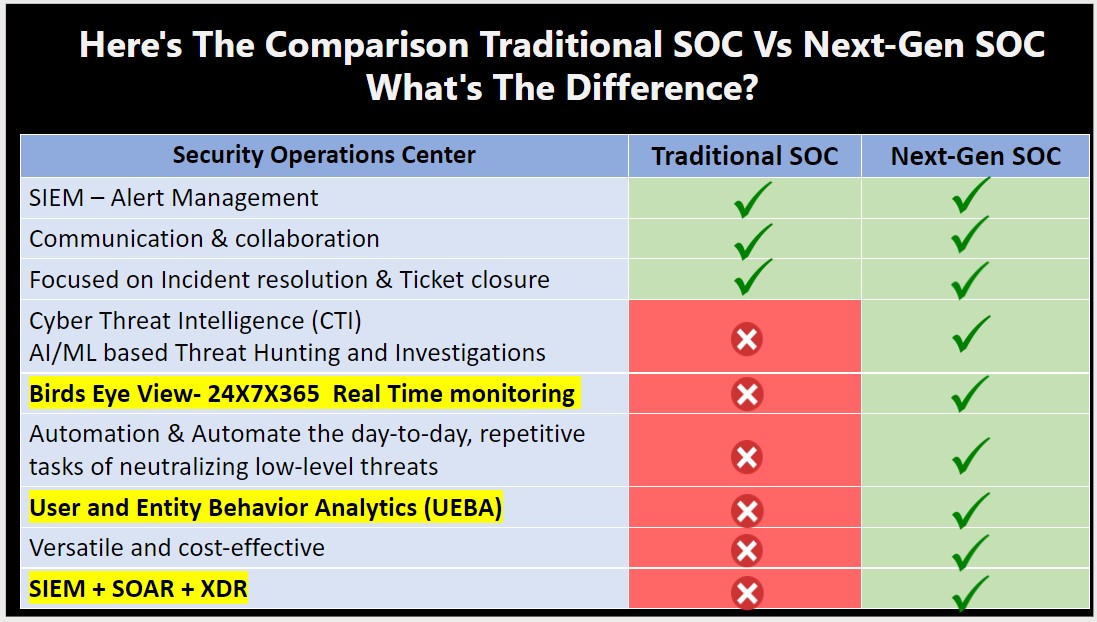 Here's The Comparison Traditional SOC Vs Next-Gen SOC
What's The Difference?
Security Operations Center Traditional SOC Next-Gen SOC
SIEM – Alert Management
Communication & collaboration
Focused on Incident resolution & Ticket closure
Cyber Threat Intelligence (CTI)
AI/ML based Threat Hunting and Investigations
Birds Eye View- 24X7X365 Real Time monitoring
Automation & Automate the day-to-day, repetitive
tasks of neutralizing low-level threats
User and Entity Behavior Analytics (UEBA)
Versatile and cost-effective
SIEM + SOAR + XDR